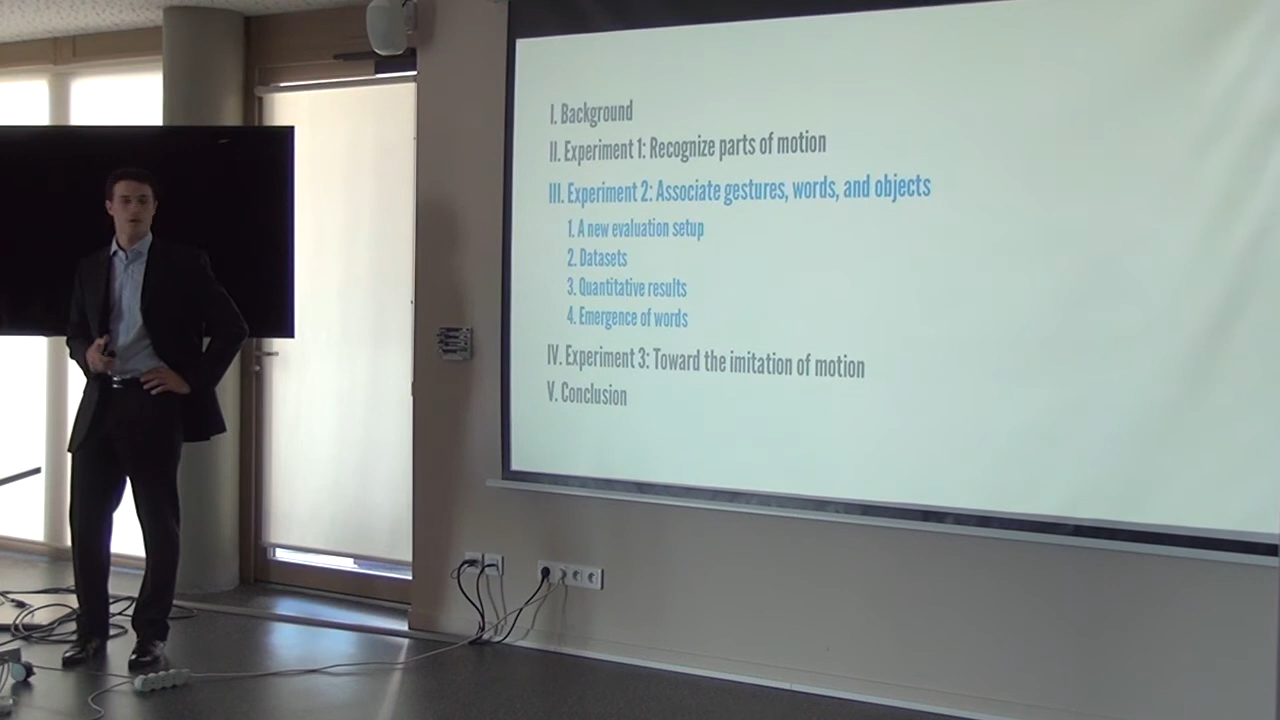 I. Background
II. Experiment 1: Recognize parts of motion
III. Experiment 2: Associate gestures, words, and objects
1. A new evaluation setup
2. Datasets
3. Quantitative results
4. Emergence of words
IV. Experiment 3: Toward the imitation of motion
V. Conclusion